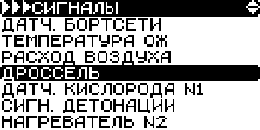 ▶▶▶СИГНАЛЫ
ДАТЧ. БОРТСЕТИ
ТЕМПЕРАТУРА ОЖ
РАСХОД ВОЗДУХА
ДРОССЕЛЬ
ДАТЧ. КИСЛОРОДА N1
СИГН. ДЕТОНАЦИИ
НАГРЕВАТЕЛЬ N2